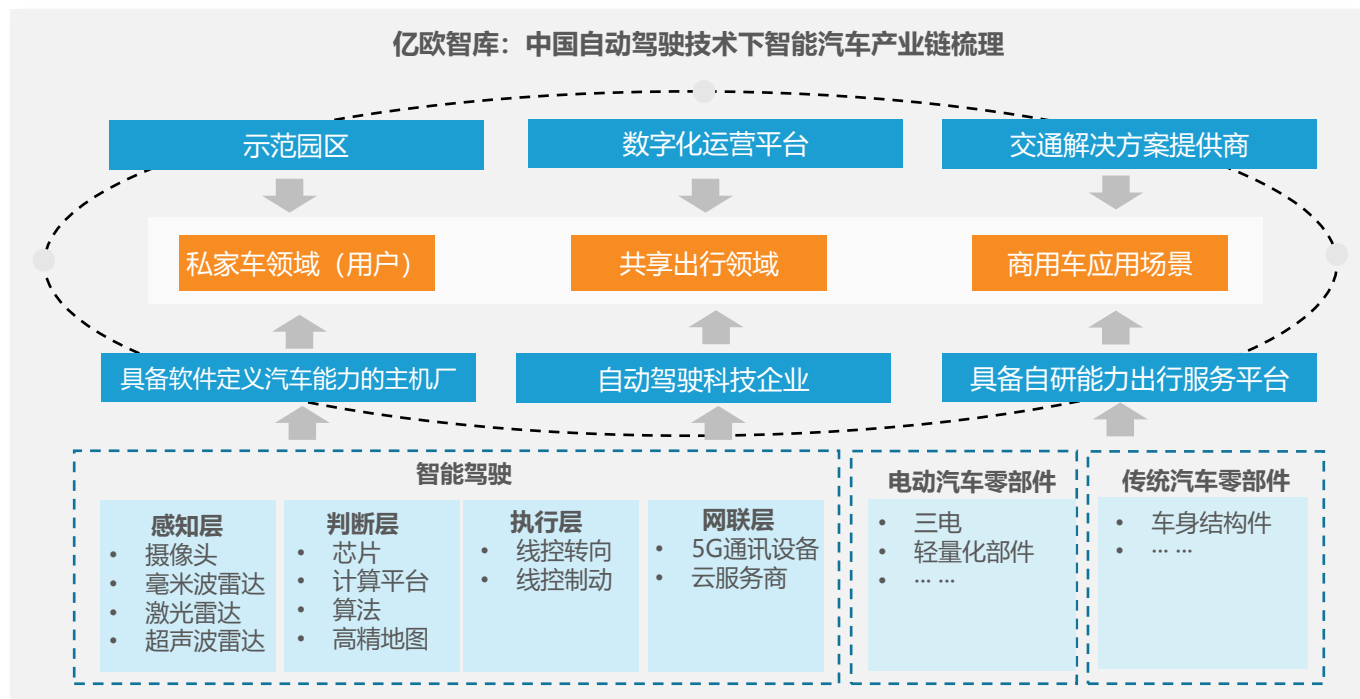 亿欧智库：中国自动驾驶技术下智能汽车产业链梳理
示范园区
数字化运营平台
交通解决方案提供商
私家车领域（用户）
共享出行领域
商用车应用场景
具备软件定义汽车能力的主机厂
自动驾驶科技企业
具备自研能力出行服务平台
智能驾驶
感知层
• 摄像头
• 毫米波雷达
• 激光雷达
• 超声波雷达
判断层
• 芯片
• 计算平台
• 算法
• 高精地图
执行层
• 线控转向
• 线控制动
网联层
• 5G通讯设备
• 云服务商
电动汽车零部件
• 三电
• 轻量化部件
• … …
传统汽车零部件
• 车身结构件
• … …